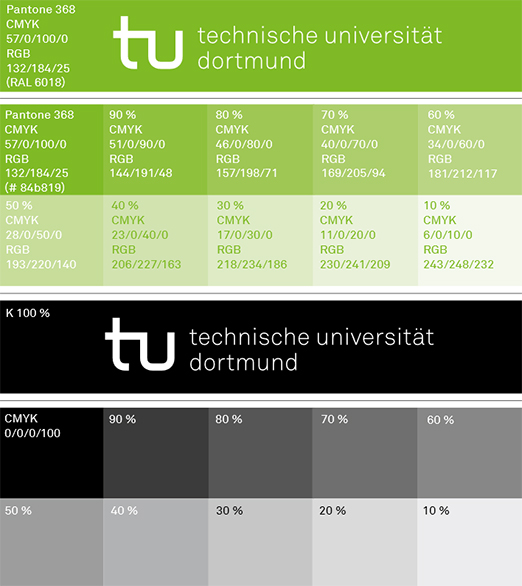 Pantone 368
CMYK
57/0/100/0
RGB
132/184/25
(RAL 6018)
tu technische universität
dortmund
Pantone 368
CMYK
57/0/100/0
RGB
132/184/25
(# 84b819)
90 %
CMYK
51/0/90/0
RGB
144/191/48
80 %
CMYK
46/0/80/0
RGB
157/198/71
70 %
CMYK
40/0/70/0
RGB
169/205/94
60 %
CMYK
34/0/60/0
RGB
181/212/117
50 %
CMYK
28/0/50/0
RGB
193/220/140
40 %
CMYK
23/0/40/0
RGB
206/227/163
30 %
CMYK
17/0/30/0
RGB
218/234/186
20 %
CMYK
11/0/20/0
RGB
230/241/209
10 %
CMYK
6/0/10/0
RGB
243/248/232
K 100 %
tu technische universität
dortmund
CMYK
0/0/0/100
90 %
80 %
70 %
60 %
50 %
40 %
30 %
20 %
10 %